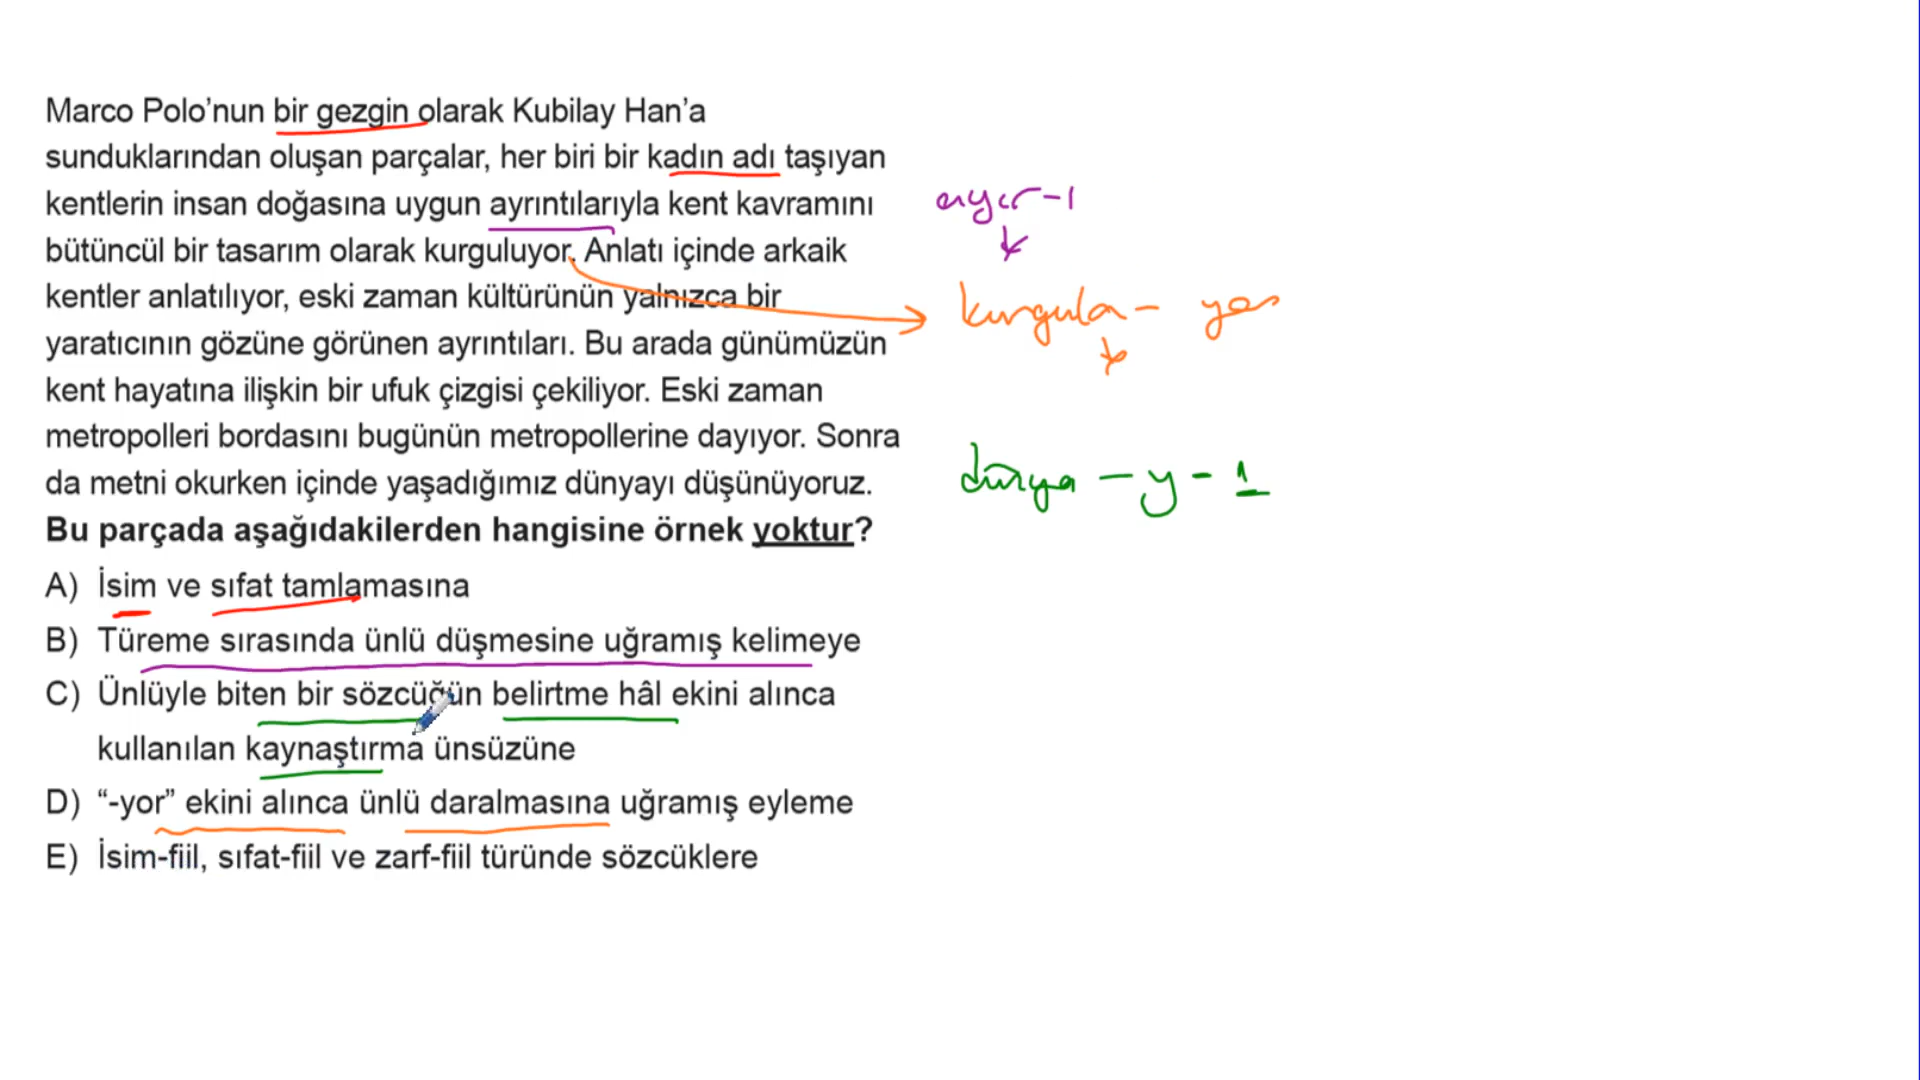 Marco Polo’nun bir gezgin olarak Kubilay Han’a
sunduklarından oluşan parçalar, her biri bir kadın adı taşıyan
kentlerin insan doğasına uygun ayrıntılarıyla kent kavramını
bütüncül bir tasarım olarak kurguluyor. Anlatı içinde arkaik
kentler anlatılıyor, eski zaman kültürünün yalnızca bir
yaratıcının gözüne görünen ayrıntıları. Bu arada günümüzün
kent hayatına ilişkin bir ufuk çizgisi çekiliyor. Eski zaman
metropolleri bordasını bugünün metropollerine dayıyor. Sonra
da metni okurken içinde yaşadığımız dünyayı düşünüyoruz.
Bu parçada aşağıdakilerden hangisine örnek yoktur?
A) İsim ve sıfat tamlamasına
B) Türeme sırasında ünlü düşmesine uğramış kelimeye
C) Ünlüyle biten bir sözcüğün belirtme hâl ekini alınca
kullanılan kaynaştırma ünsüzüne
D) “-yor” ekini alınca ünlü daralmasına uğramış eyleme
E) İsim-fiil, sıfat-fiil ve zarf-fiil türünde sözcüklere
ayır-ı
kurgula- yor
dünya - y - ı